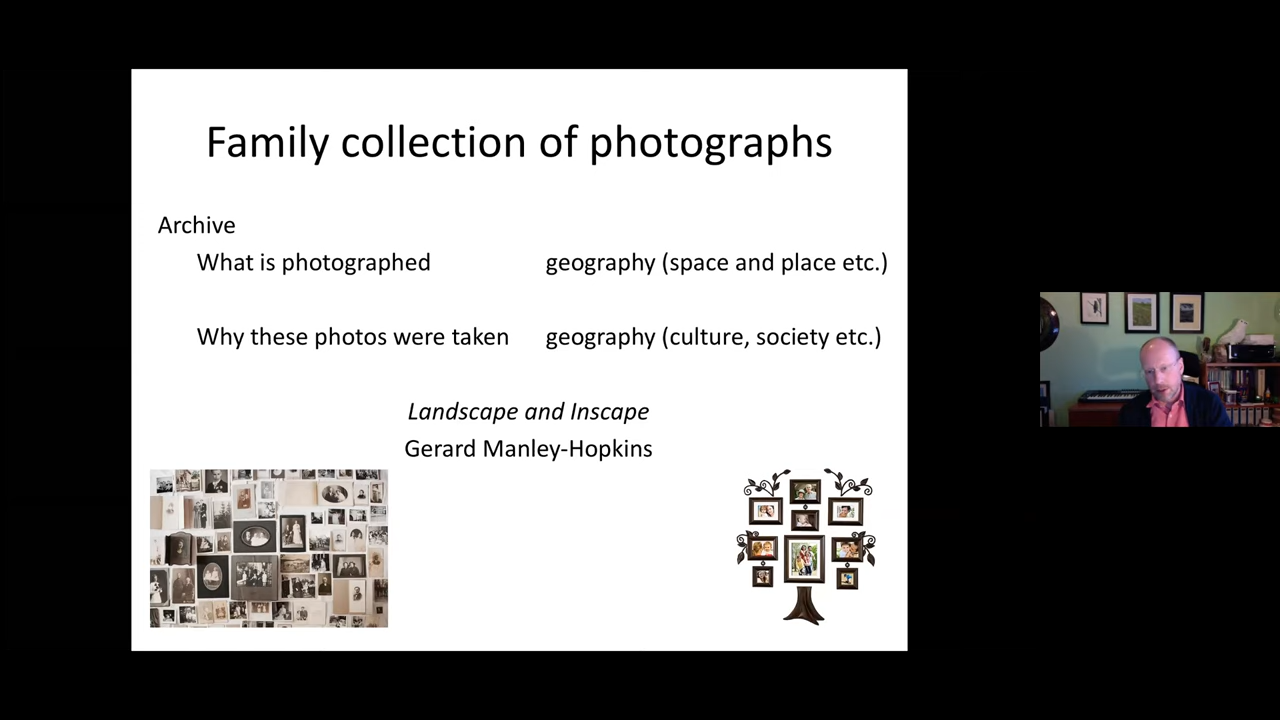 Family collection of photographs
Archive
What is photographed geography (space and place etc.)
Why these photos were taken geography (culture, society etc.)
Landscape and Inscape
Gerard Manley-Hopkins